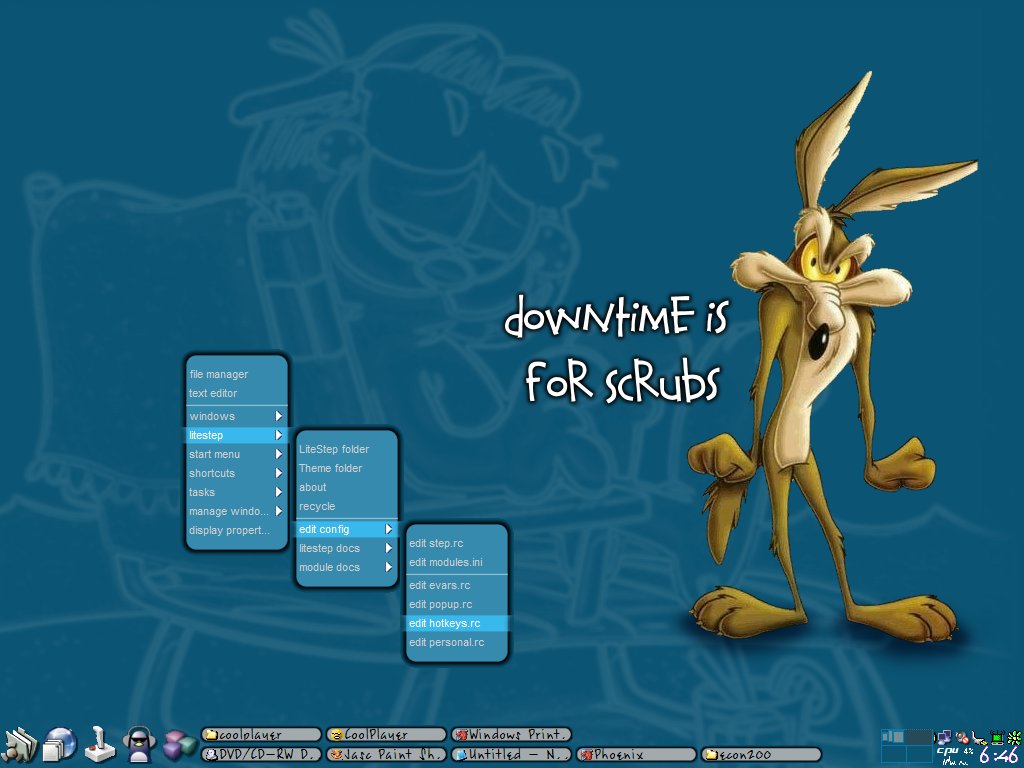 downtime is
for scrubs
file manager
text editor
windows
litestep
start menu
shortcuts
tasks
manage windo...
display propert...
LiteStep folder
Theme folder
about
recycle
edit config
litestep docs
module docs
edit step.rc
edit modules.ini
edit evars.rc
edit popup.rc
edit hotkeys.rc
edit personal.rc
coolplayer
CoolPlayer
Windows Print.
DVD/CD-RW D.
Jasc Paint Sh.
Untitled - N.
Phoenix
econ200
cpu 4%
6:46